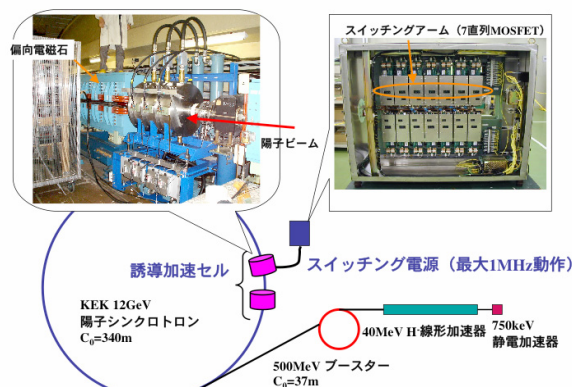 スイッチングアーム（7直列MOSFET）
偏向電磁石
陽子ビーム
誘導加速セル
スイッチング電源（最大1MHz動作）
KEK 12GeV
陽子シンクロトロン
C₀=340m
40MeV H⁻線形加速器
750keV
静電加速器
500MeV ブースター
C₀=37m